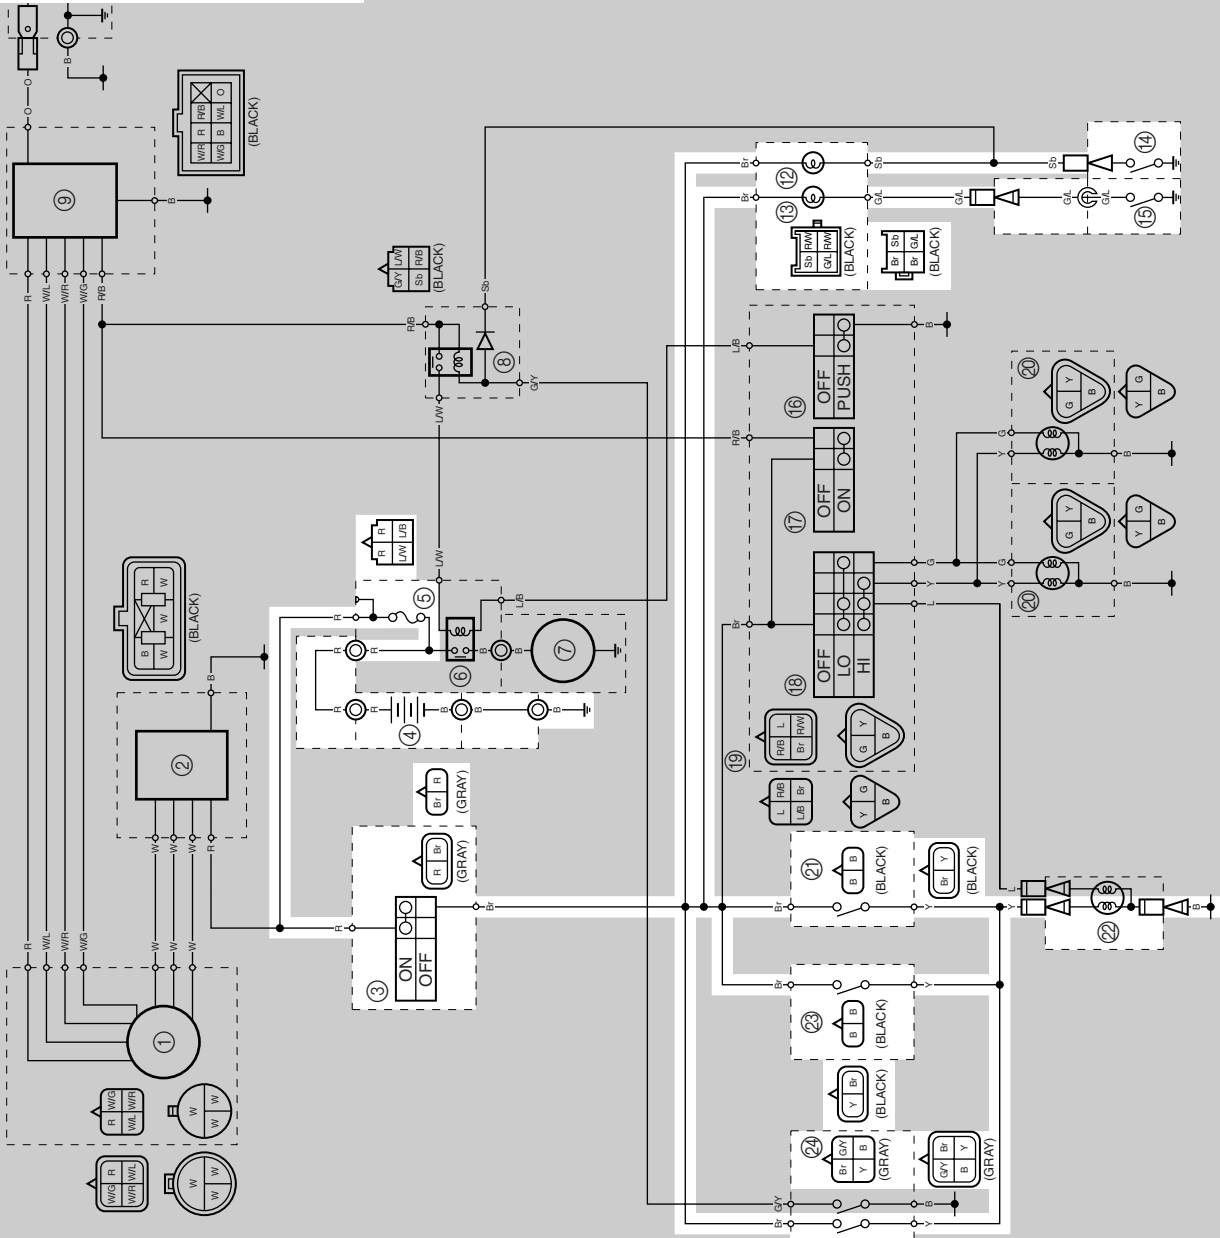 B
O
O
R/B O
R W/L
W/R B
W/G
(BLACK)
9
B
R
W/L
W/R
W/G
R/B
Br
12
Sb
Sb
14
Br
13
G/L
G/L
G/L
G/L
15
Sb R/W
G/L R/W
(BLACK)
Br Sb
Br G/L
(BLACK)
G/Y L/W
Sb R/B
(BLACK)
Sb
R/B
8
L/W
G/Y
L/B
16
OFF
PUSH
B
R/B
17
OFF
ON
20
G
Y
G Y
B
Y G
B
B
R R
L/W L/B
L/W
R
5
R
R
6
B
B
L/B
7
R
R
4
B
B
B
Br
18
OFF
LO
HI
G
Y
L
G
Y
20
G Y
B
Y G
B
B
B R
W W W
(BLACK)
B
2
W
W
W
R
19
R/B L
Br R/W
G Y
B
L R/B
L/B Br
Y G
B
Br R
(GRAY)
R Br
(GRAY)
3
ON
OFF
R
Br
21
B B
(BLACK)
Br
Y
Br Y
(BLACK)
L
Y
22
B
R
W/L
W/R
W/G
W
W
W
1
Br
Y
23
B B
(BLACK)
Y Br
(BLACK)
R W/G
W/L W/R
W
W W
W/G R
W/R W/L
W
W W
24
Br G/Y
Y B
(GRAY)
G/Y Br
B Y
(GRAY)
G/Y
B
Br
Y